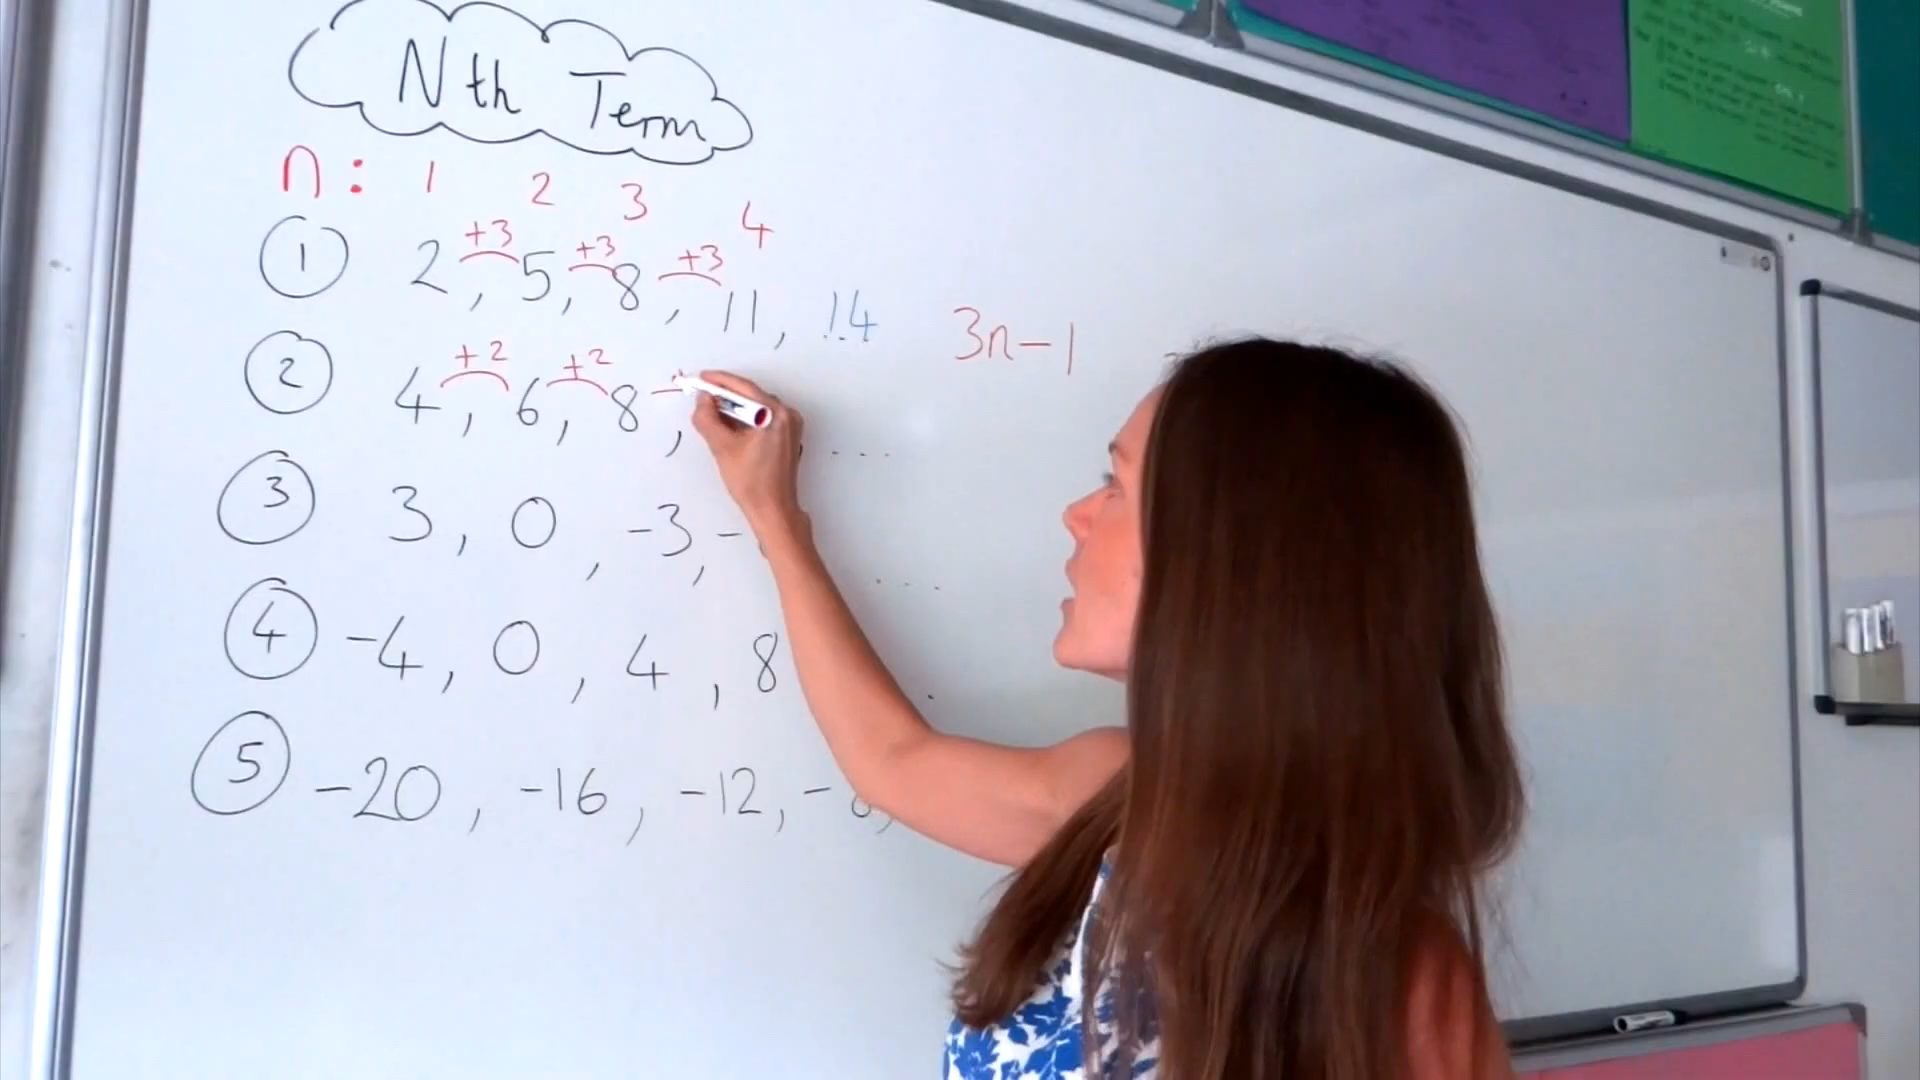 Nth Term
n: 1 2 3 4
+3 +3 +3
1 2, 5, 8, 11, 14 3n-1
+2 +2
2 4, 6, 8, , ....
3 3, 0, -3, - ...
4 -4, 0, 4, 8 .
5 -20, -16, -12, -8,